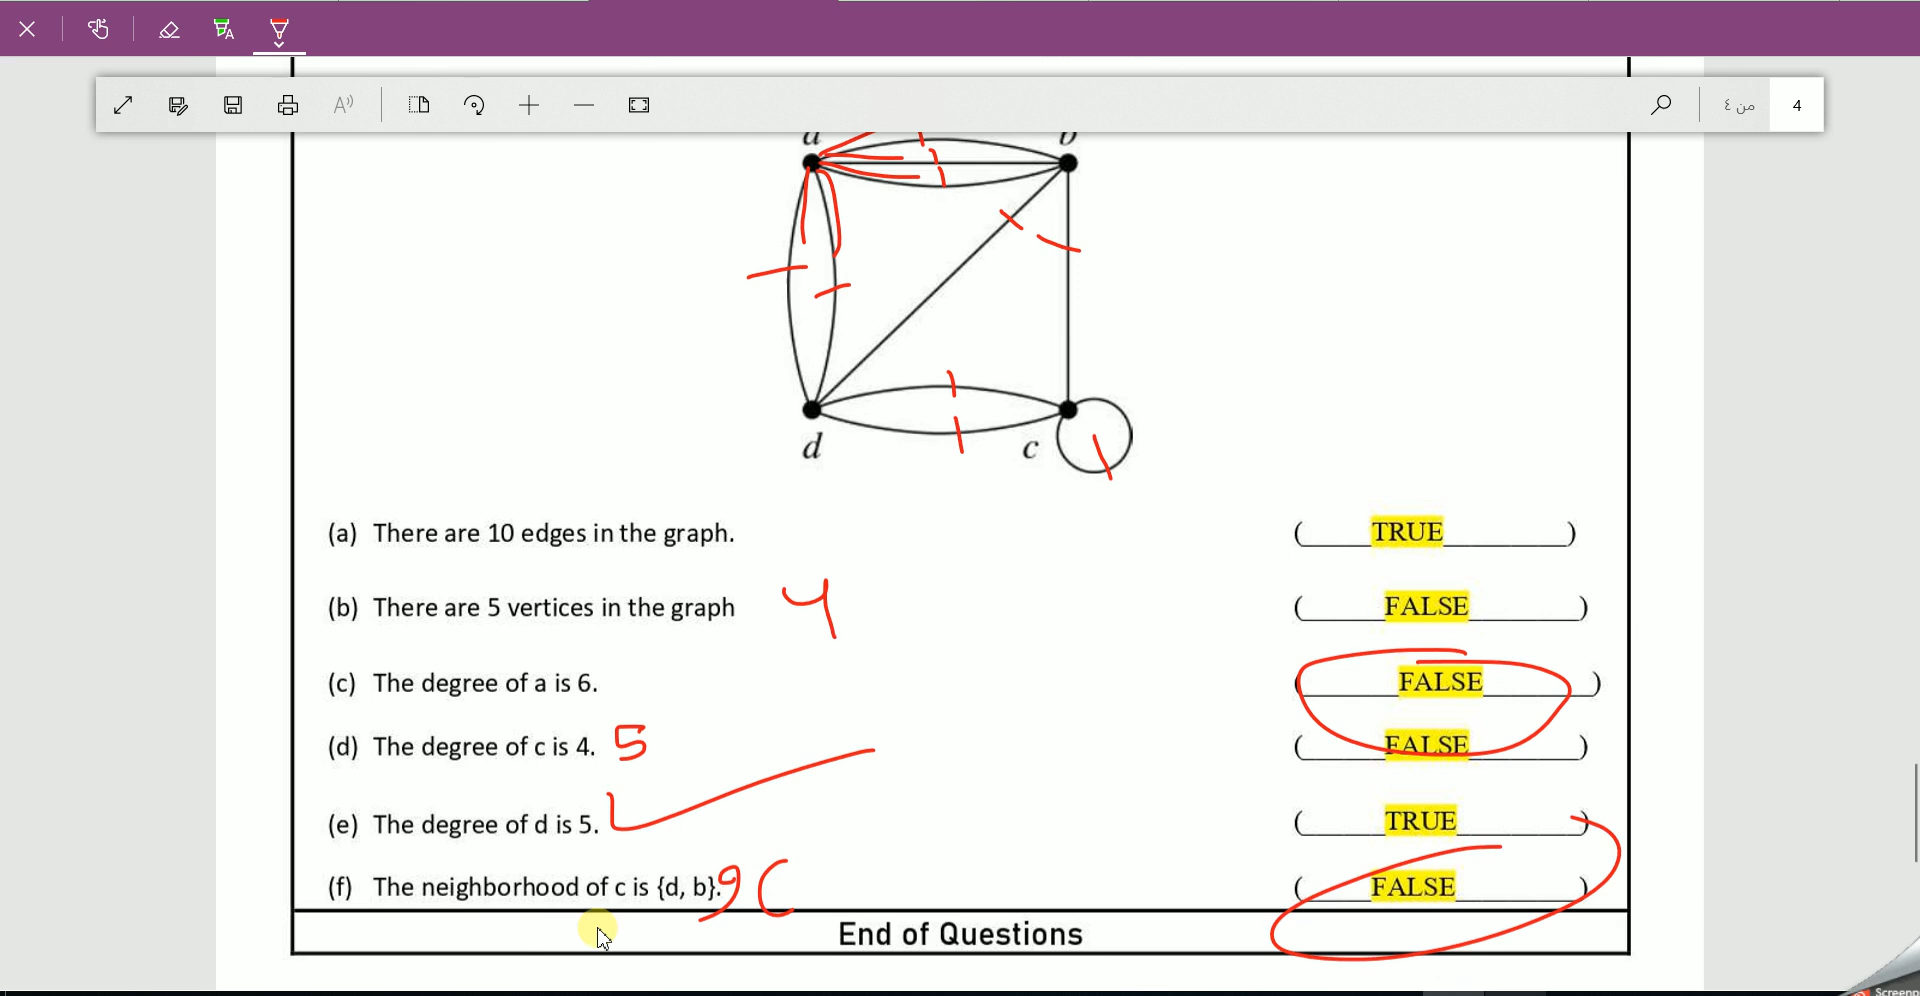 A
A
من ٤
4
a b
d c
(a) There are 10 edges in the graph. (TRUE)
(b) There are 5 vertices in the graph 4 (FALSE)
(c) The degree of a is 6. (FALSE)
(d) The degree of c is 4. 5 (FALSE)
(e) The degree of d is 5. (TRUE)
(f) The neighborhood of c is {d, b}. , c (FALSE)
End of Questions